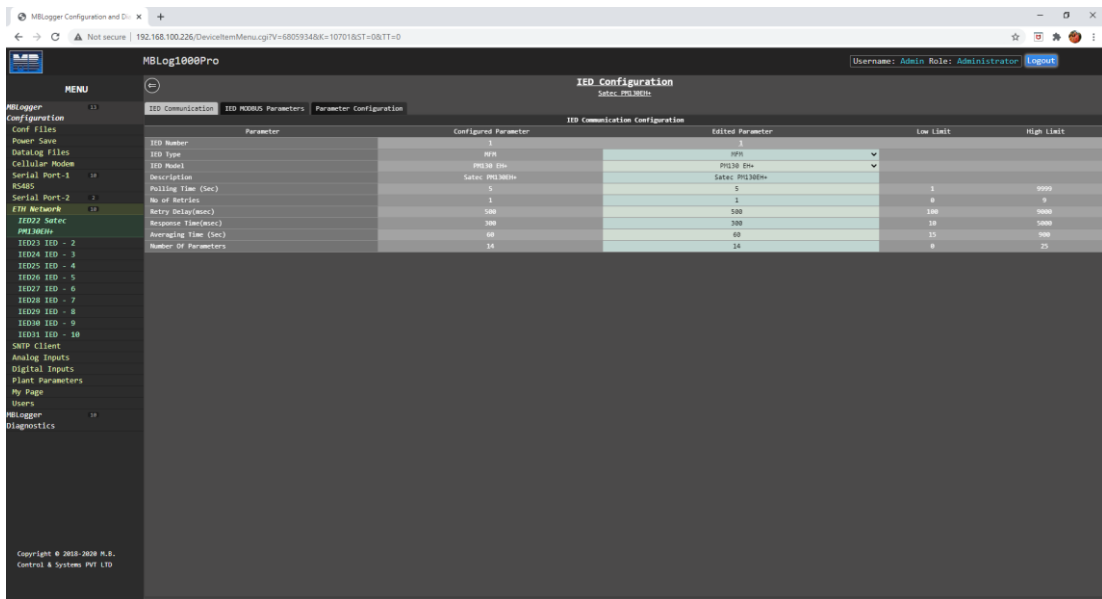 MBLogger Configuration and Di
Not secure | 192.168.100.226/DeviceItemMenu.cgi?V=6805934&K=10701&ST=0&TT=0
MB
MBLog1000Pro
Username: Admin Role: Administrator Logout
MENU
IED Configuration
Satec PM130EH+
MBLogger 13
Configuration
IED Communication IED MODBUS Parameters Parameter Configuration
IED Communication Configuration
Parameter Configured Parameter Edited Parameter Low Limit High Limit
IED Number 1 1
IED Type MFM MFM
IED Model PM130 EH+ PM130 EH+
Description Satec PM130EH+ Satec PM130EH+
Polling Time (Sec) 5 5 1 9999
No of Retries 1 1 0 9
Retry Delay(msec) 500 500 100 9000
Response Time(msec) 300 300 10 5000
Averaging Time (Sec) 60 60 15 900
Number Of Parameters 14 14 0 25
Conf Files
Power Save
DataLog Files
Cellular Modem
Serial Port-1 10
RS485
Serial Port-2
ETH Network 10
IED22 Satec
PM130EH+
IED23 IED - 2
IED24 IED - 3
IED25 IED - 4
IED26 IED - 5
IED27 IED - 6
IED28 IED - 7
IED29 IED - 8
IED30 IED - 9
IED31 IED - 10
SNTP Client
Analog Inputs
Digital Inputs
Plant Parameters
My Page
Users
MBLogger 10
Diagnostics
Copyright © 2018-2020 M.B.
Control & Systems PVT LTD